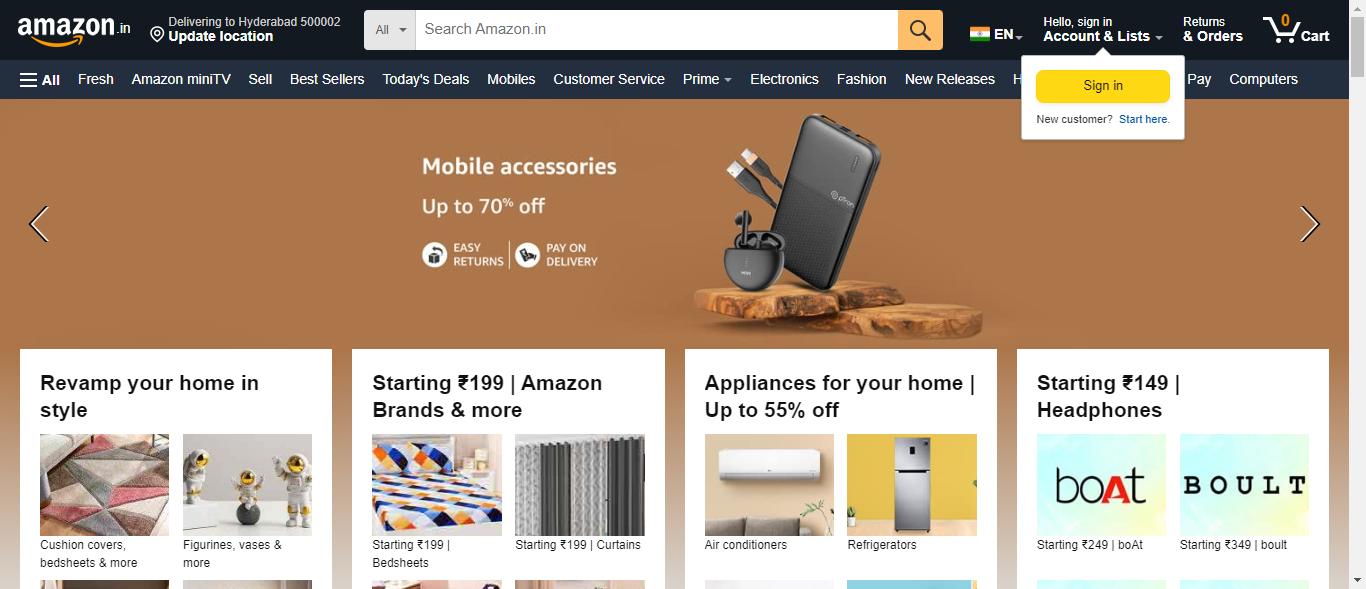 amazon.in
Delivering to Hyderabad 500002
Update location
All
Search Amazon.in
EN
Hello, sign in
Account & Lists
Returns
& Orders
0
Cart
All Fresh Amazon miniTV Sell Best Sellers Today's Deals Mobiles Customer Service Prime Electronics Fashion New Releases H Pay Computers
Sign in
New customer? Start here.
Mobile accessories
Up to 70% off
EASY
RETURNS
PAY ON
DELIVERY
pTron
Revamp your home in
style
Cushion covers,
bedsheets & more
Figurines, vases &
more
Starting ₹199 | Amazon
Brands & more
Starting ₹199 |
Bedsheets
Starting ₹199 | Curtains
Appliances for your home |
Up to 55% off
Air conditioners
Refrigerators
Starting ₹149 |
Headphones
boAt
BOULT
Starting ₹249 | boAt
Starting ₹349 | boult